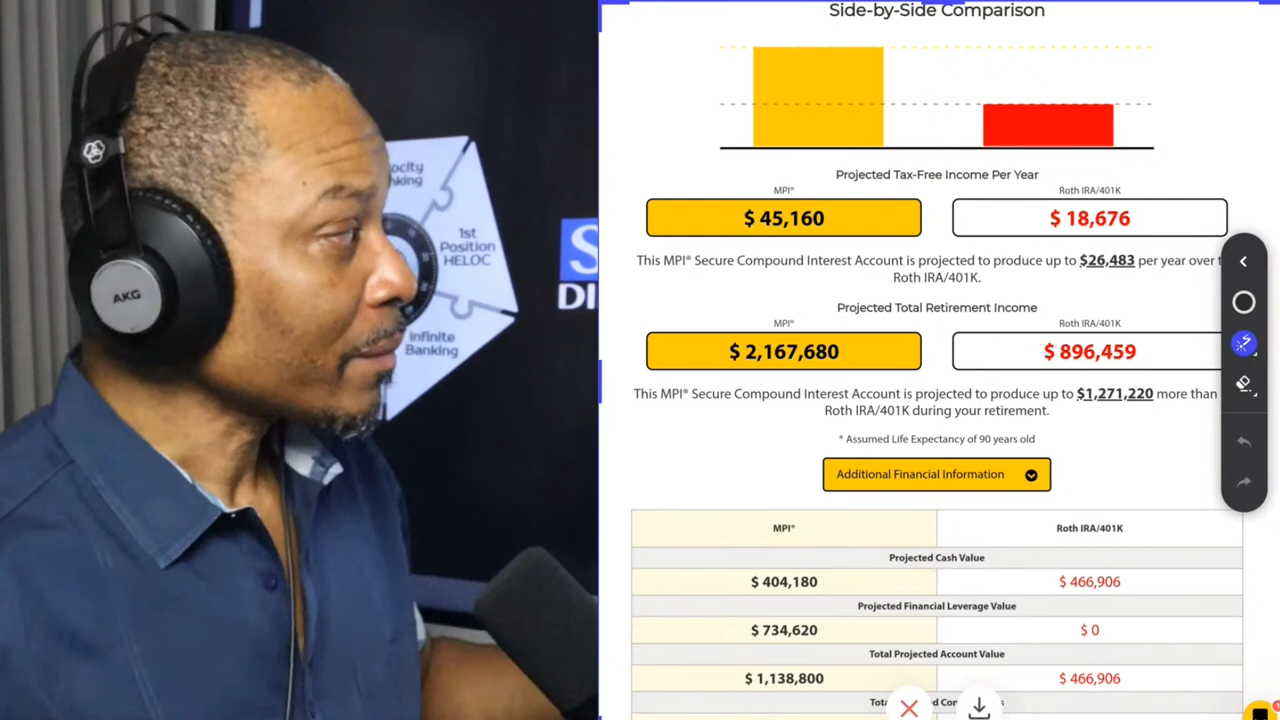 Side-by-Side Comparison
Projected Tax-Free Income Per Year
MPI®
Roth IRA/401K
$ 45,160
$ 18,676
This MPI® Secure Compound Interest Account is projected to produce up to $26,483 per year over
Roth IRA/401K.
Projected Total Retirement Income
MPI®
Roth IRA/401K
$ 2,167,680
$ 896,459
This MPI® Secure Compound Interest Account is projected to produce up to $1,271,220 more than
Roth IRA/401K during your retirement.
* Assumed Life Expectancy of 90 years old
Additional Financial Information
MPI®
Roth IRA/401K
Projected Cash Value
$ 404,180
$ 466,906
Projected Financial Leverage Value
$ 734,620
$ 0
Total Projected Account Value
$ 1,138,800
$ 466,906
1st
Position
HELOC
Infinite
Banking
AKG
S
DI